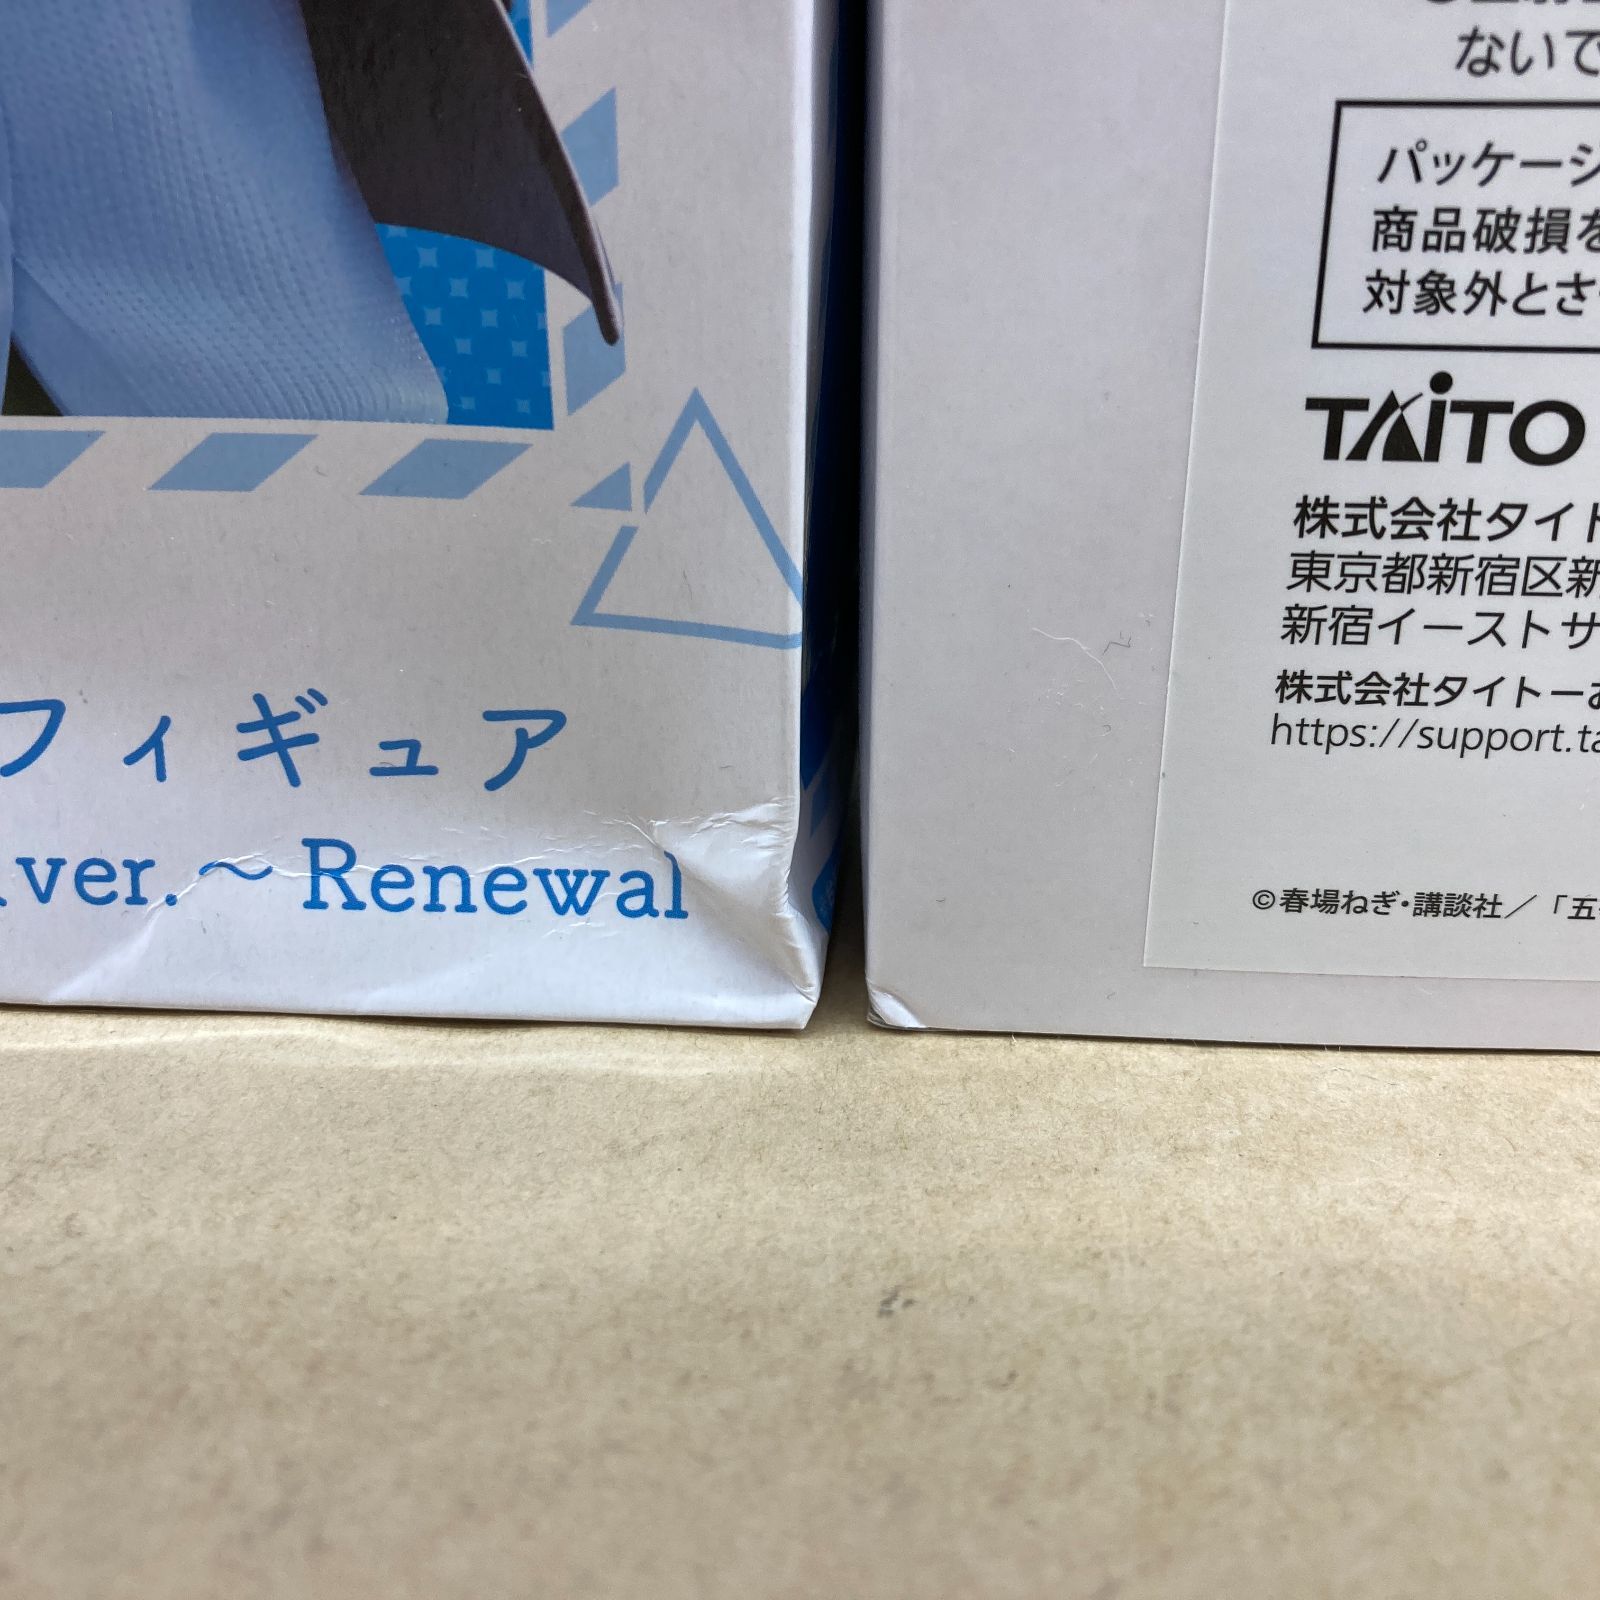 フィギュア
ver.～Renewal
ないで
パッケージ
商品破損を
対象外とさ
TAITO
株式会社タイト
東京都新宿区新
新宿イーストサ
株式会社タイトーお
https://support.ta
©春場ねぎ・講談社／「五